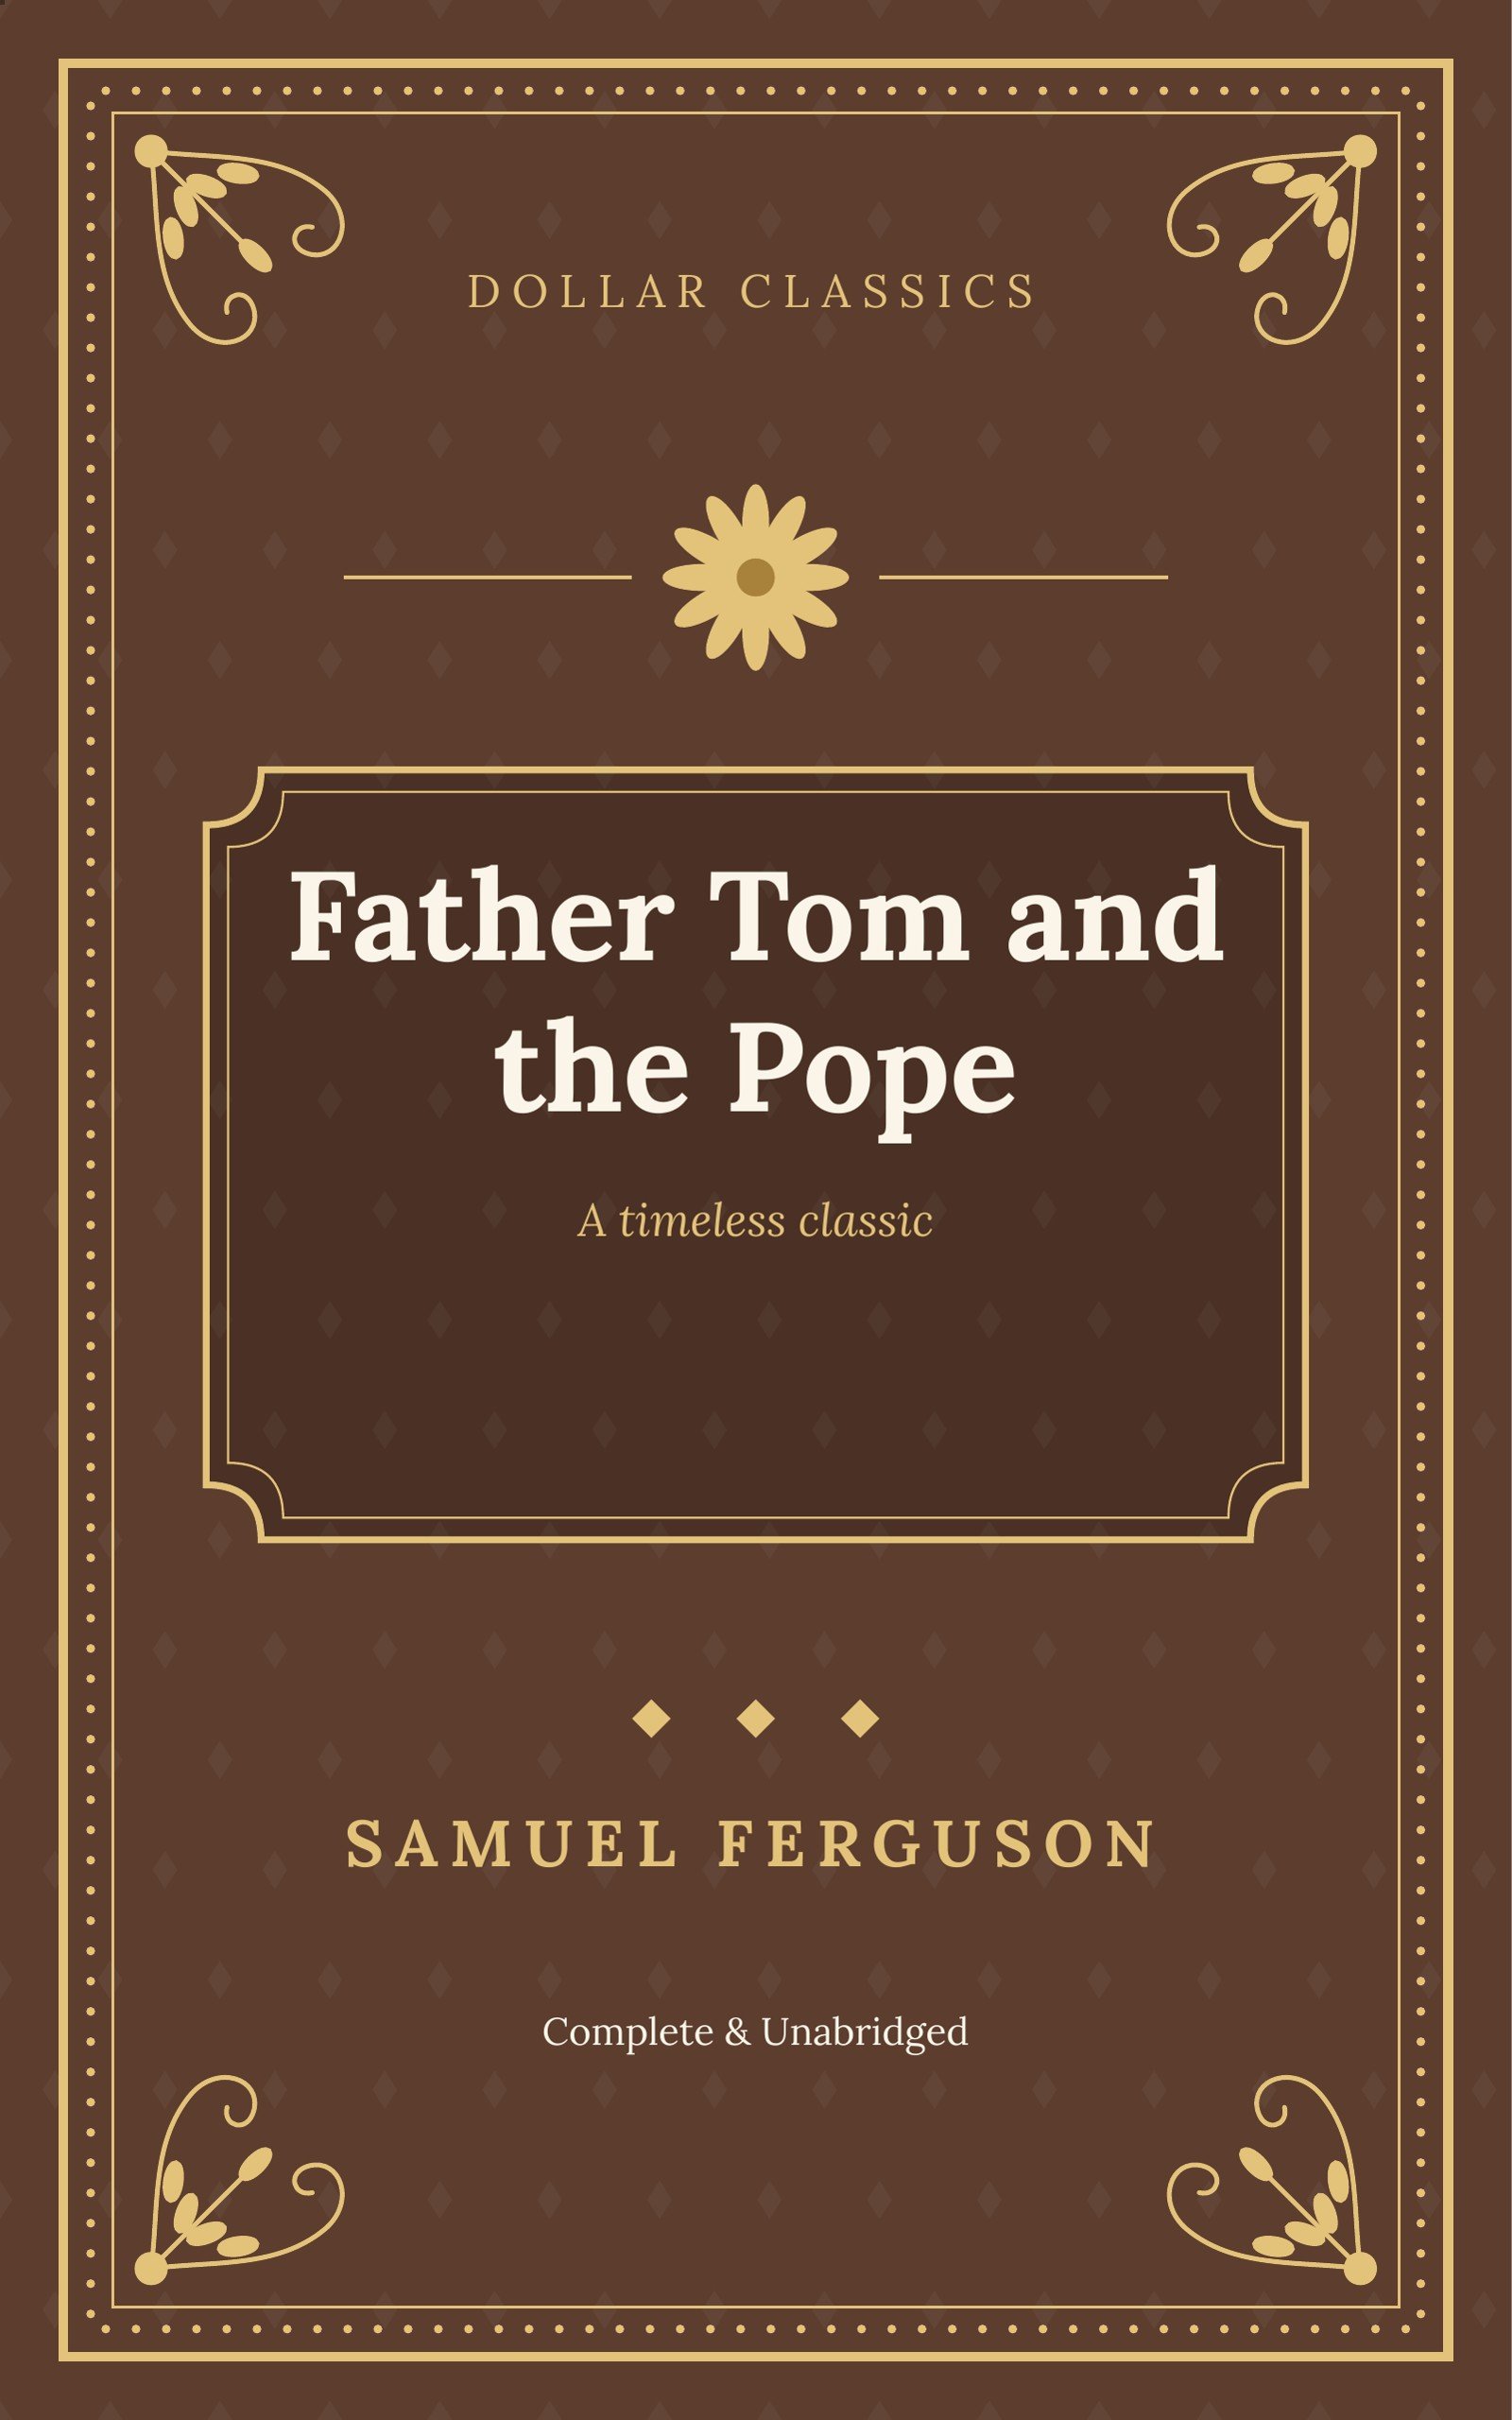 DOLLAR CLASSICS
Father Tom and
the Pope
A timeless classic
SAMUEL FERGUSON
Complete & Unabridged